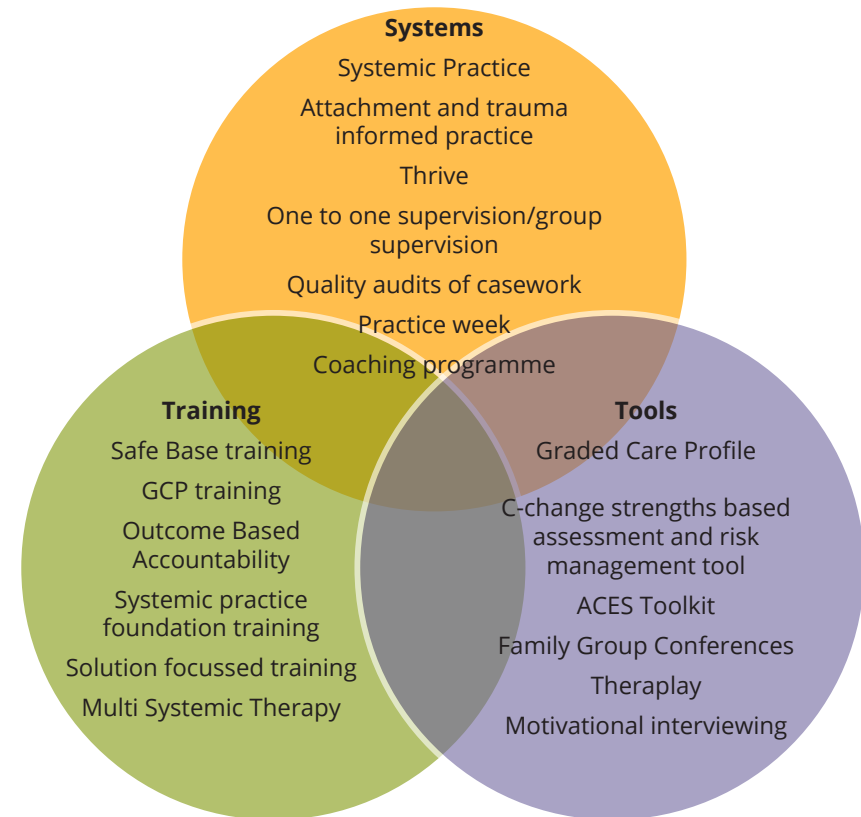 Systems
Systemic Practice
Attachment and trauma
informed practice
Thrive
One to one supervision/group
supervision
Quality audits of casework
Practice week
Coaching programme
Training
Safe Base training
GCP training
Outcome Based
Accountability
Systemic practice
foundation training
Solution focussed training
Multi Systemic Therapy
Tools
Graded Care Profile
C-change strengths based
assessment and risk
management tool
ACES Toolkit
Family Group Conferences
Theraplay
Motivational interviewing